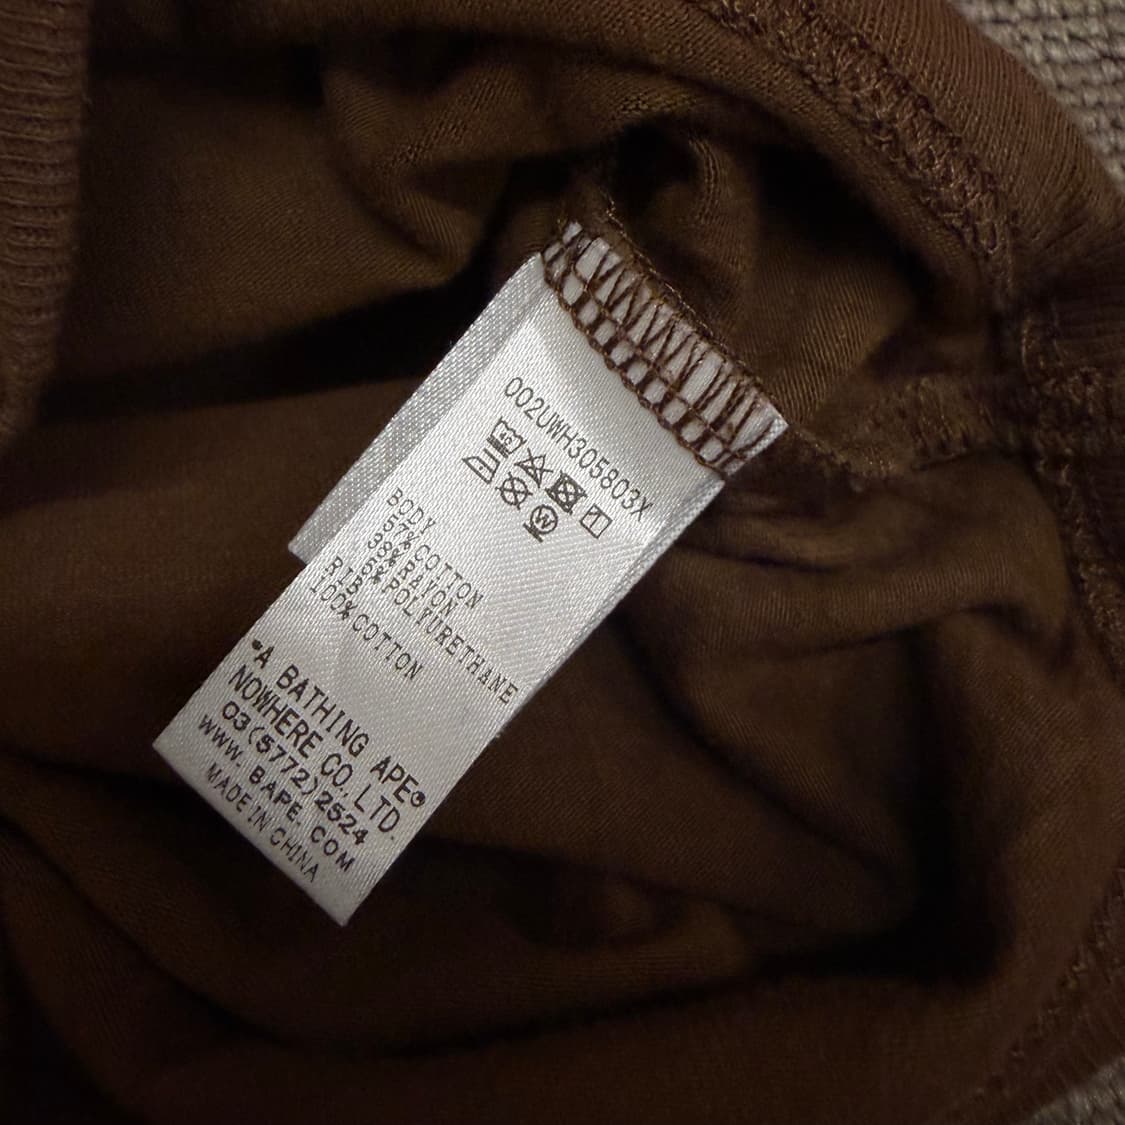 002UWH305803X
BODY
57%COTTON
38%RAYON
5%POLYURETHANE
RIB
100%COTTON
"A BATHING APE®
NOWHERE CO. LTD.
03(5772)2524
WWW. BAPE. COM
MADE IN CHINA